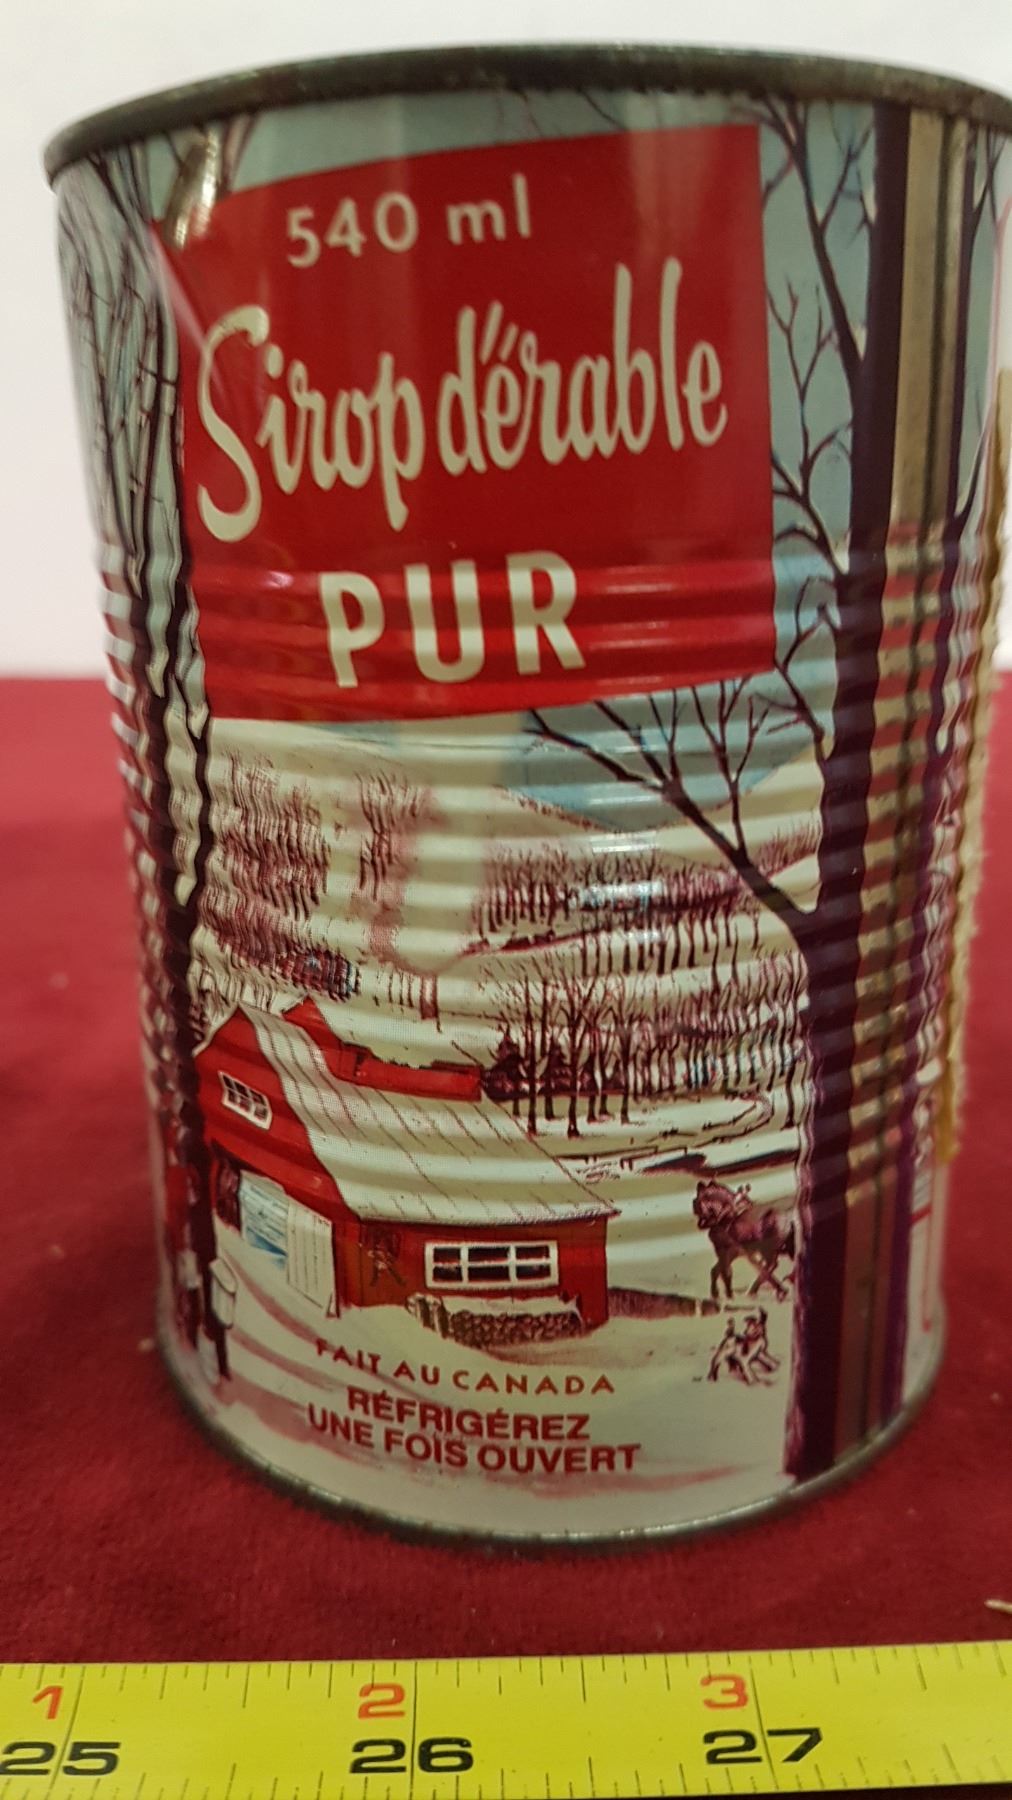 540 ml
Sirop d'érable
PUR
FAIT AU CANADA
RÉFRIGÉREZ
UNE FOIS OUVERT
1 2 3
25 26 27